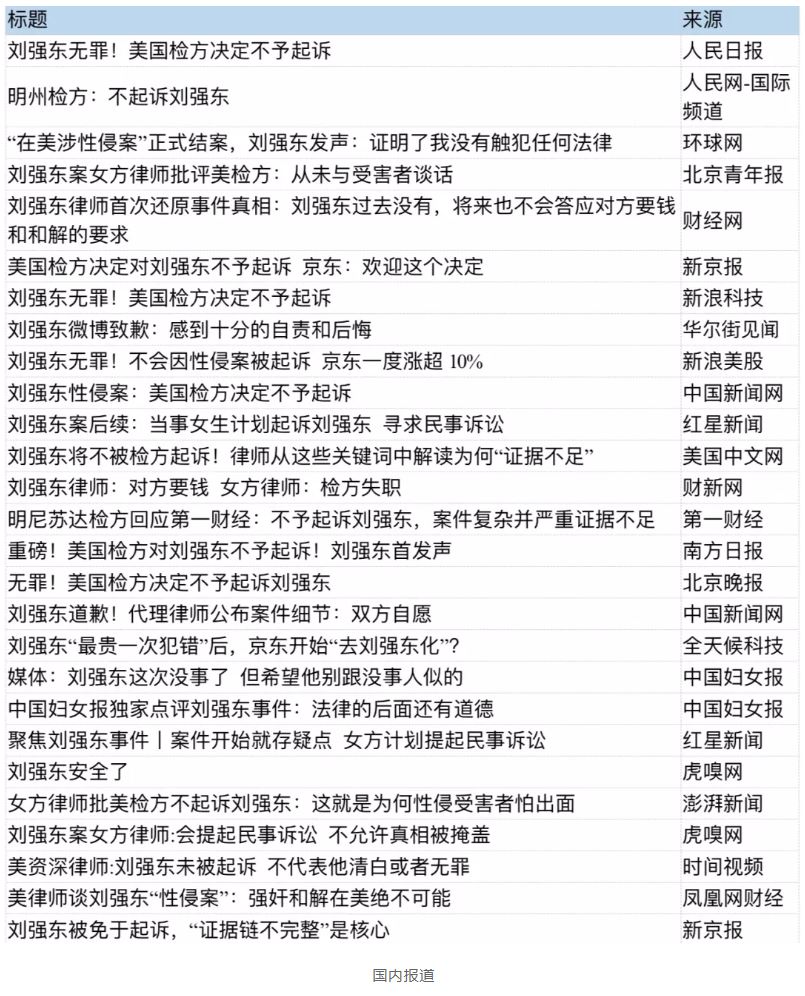 标题 来源
刘强东无罪！美国检方决定不予起诉 人民日报
明州检方：不起诉刘强东 人民网-国际
频道
“在美涉性侵案”正式结案，刘强东发声：证明了我没有触犯任何法律 环球网
刘强东案女方律师批评美检方：从未与受害者谈话 北京青年报
刘强东律师首次还原事件真相：刘强东过去没有，将来也不会答应对方要钱
和和解的要求 财经网
美国检方决定对刘强东不予起诉 京东：欢迎这个决定 新京报
刘强东无罪！美国检方决定不予起诉 新浪科技
刘强东微博致歉：感到十分的自责和后悔 华尔街见闻
刘强东无罪！不会因性侵案被起诉 京东一度涨超 10% 新浪美股
刘强东性侵案：美国检方决定不予起诉 中国新闻网
刘强东案后续：当事女生计划起诉刘强东 寻求民事诉讼 红星新闻
刘强东将不被检方起诉！律师从这些关键词中解读为何“证据不足” 美国中文网
刘强东律师：对方要钱 女方律师：检方失职 财新网
明尼苏达检方回应第一财经：不予起诉刘强东，案件复杂并严重证据不足 第一财经
重磅！美国检方对刘强东不予起诉！刘强东首发声 南方日报
无罪！美国检方决定不予起诉刘强东 北京晚报
刘强东道歉！代理律师公布案件细节：双方自愿 中国新闻网
刘强东“最贵一次犯错”后，京东开始“去刘强东化”？ 全天候科技
媒体：刘强东这次没事了 但希望他别跟没事人似的 中国妇女报
中国妇女报独家点评刘强东事件：法律的后面还有道德 中国妇女报
聚焦刘强东事件丨案件开始就存疑点 女方计划提起民事诉讼 红星新闻
刘强东安全了 虎嗅网
女方律师批美检方不起诉刘强东：这就是为何性侵受害者怕出面 澎湃新闻
刘强东案女方律师:会提起民事诉讼 不允许真相被掩盖 虎嗅网
美资深律师:刘强东未被起诉 不代表他清白或者无罪 时间视频
美律师谈刘强东“性侵案”：强奸和解在美绝不可能 凤凰网财经
刘强东被免于起诉，“证据链不完整”是核心 新京报
国内报道